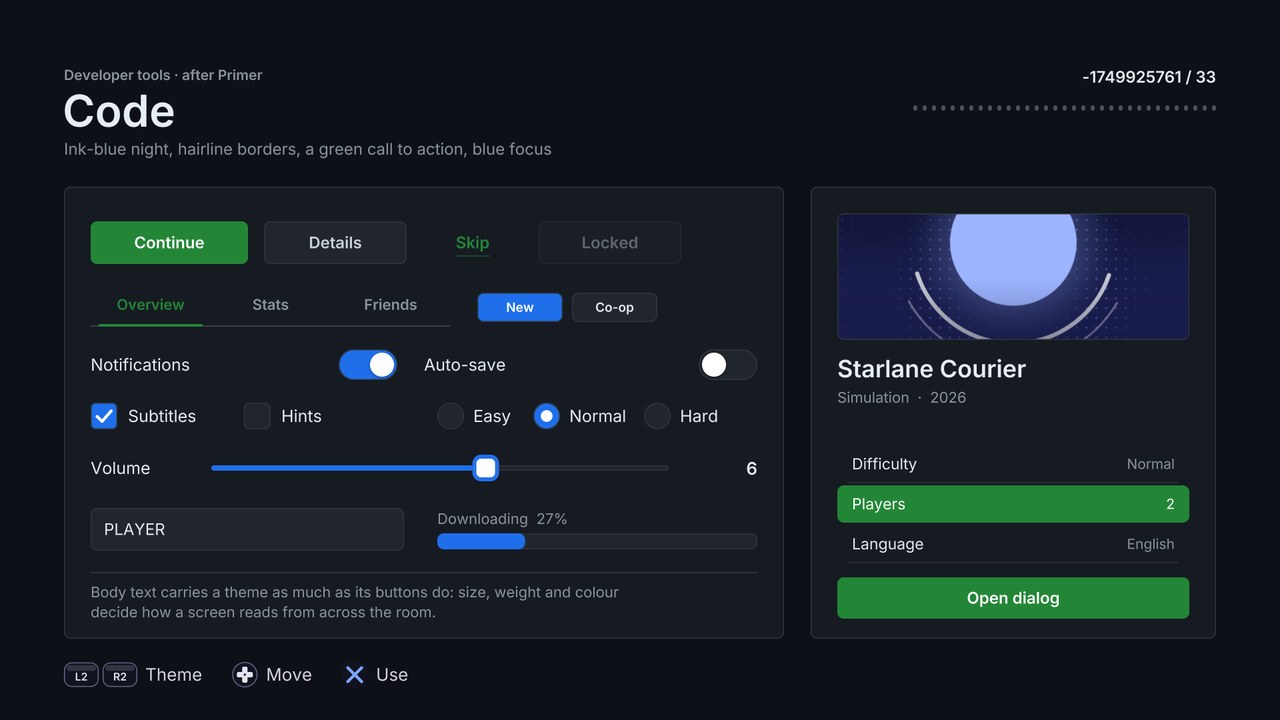 Developer tools · after Primer
Code
Ink-blue night, hairline borders, a green call to action, blue focus
-1749925761 / 33
Continue
Details
Skip
Locked
Overview
Stats
Friends
New
Co-op
Notifications
Auto-save
Subtitles
Hints
Easy
Normal
Hard
Volume
6
PLAYER
Downloading 27%
Body text carries a theme as much as its buttons do: size, weight and colour
decide how a screen reads from across the room.
Starlane Courier
Simulation · 2026
Difficulty
Normal
Players
2
Language
English
Open dialog
L2
R2
Theme
Move
Use